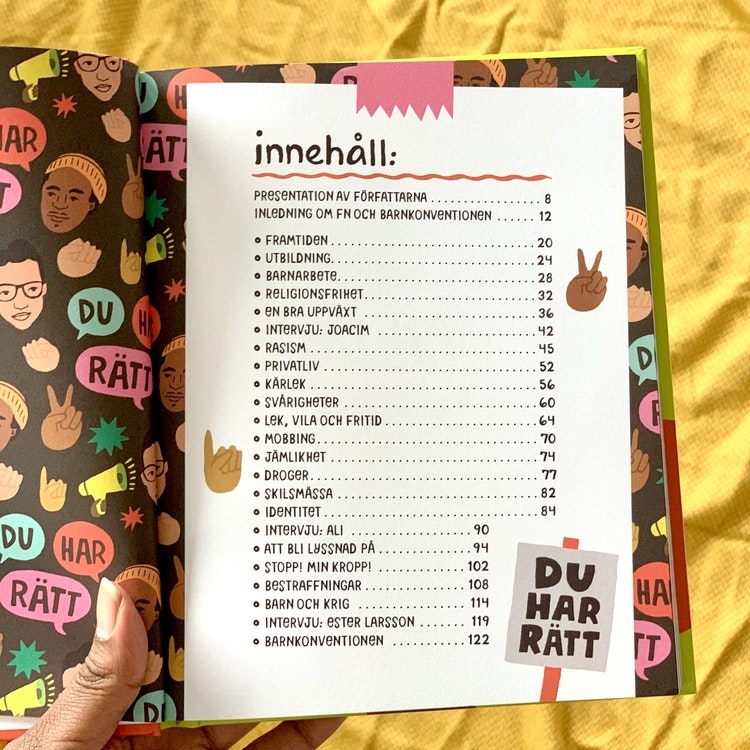 innehåll:
PRESENTATION AV FÖRFATTARNA 8
INLEDNING OM FN OCH BARNKONVENTIONEN 12
FRAMTIDEN 20
UTBILDNING 24
BARNARBETE 28
RELIGIONSFRIHET 32
EN BRA UPPVÄXT 36
INTERVJU: JOACIM 42
RASISM 45
PRIVATLIV 52
KÄRLEK 56
SVÅRIGHETER 60
LEK, VILA OCH FRITID 64
MOBBING 70
JÄMLIKHET 74
DROGER 77
SKILSMÄSSA 82
IDENTITET 84
INTERVJU: ALI 90
ATT BLI LYSSNAD PÅ 94
STOPP! MIN KROPP! 102
BESTRAFFNINGAR 108
BARN OCH KRIG 114
INTERVJU: ESTER LARSSON 119
BARNKONVENTIONEN 122
DU
HAR
RÄTT
DU
HAR
RÄTT
DU
HAR
RÄTT